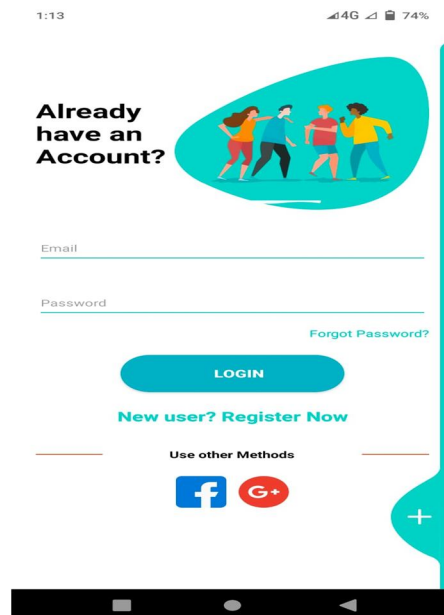 1:13
4G 74%
Already
have an
Account?
Email
Password
Forgot Password?
LOGIN
New user? Register Now
Use other Methods
f G+
+